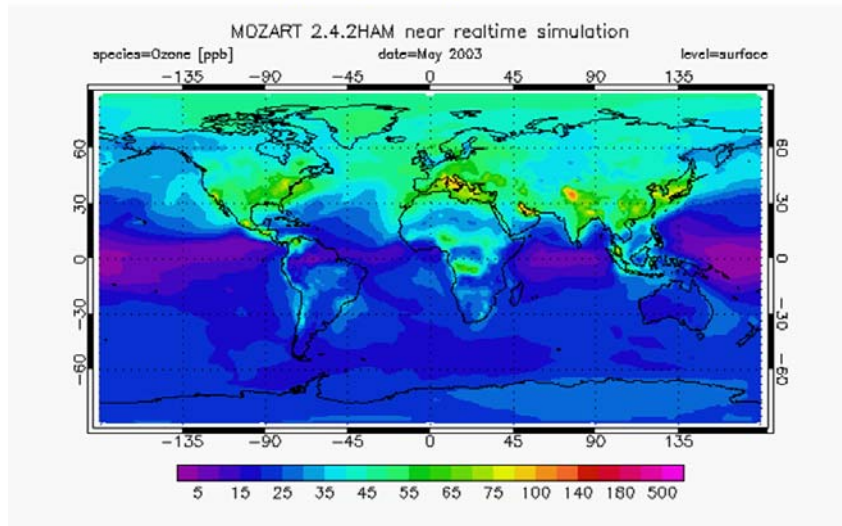 MOZART 2.4.2HAM near realtime simulation
species=Ozone [ppb] date=May 2003 level=surface
-135 -90 -45 0 45 90 135
60 60
30 30
0 0
-30 -30
-60 -60
-135 -90 -45 0 45 90 135
5 15 25 35 45 55 65 75 100 140 180 500